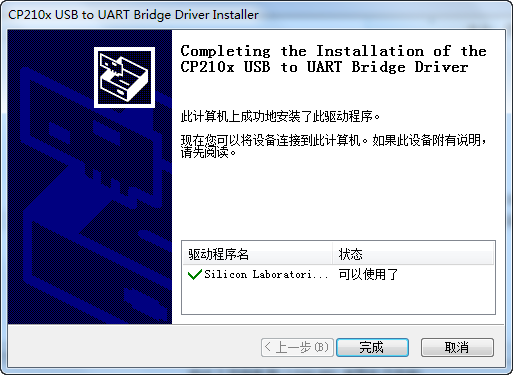 CP210x USB to UART Bridge Driver Installer
Completing the Installation of the
CP210x USB to UART Bridge Driver
此计算机上成功地安装了此驱动程序。
现在您可以将设备连接到此计算机。如果此设备附有说明，
请先阅读。
驱动程序名 状态
Silicon Laboratori... 可以使用了
< 上一步(B) 完成 取消